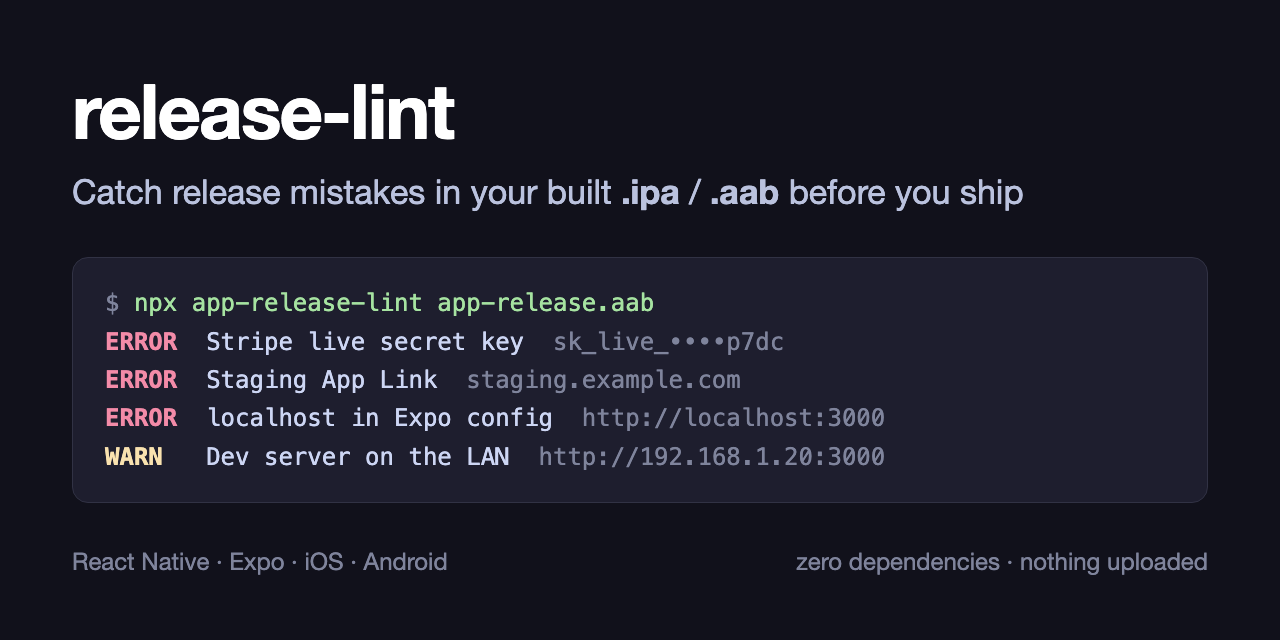 release-lint
Catch release mistakes in your built .ipa / .aab before you ship
$ npx app-release-lint app-release.aab
ERROR  Stripe live secret key  sk_live_••••p7dc
ERROR  Staging App Link  staging.example.com
ERROR  localhost in Expo config  http://localhost:3000
WARN   Dev server on the LAN  http://192.168.1.20:3000
React Native · Expo · iOS · Android
zero dependencies · nothing uploaded